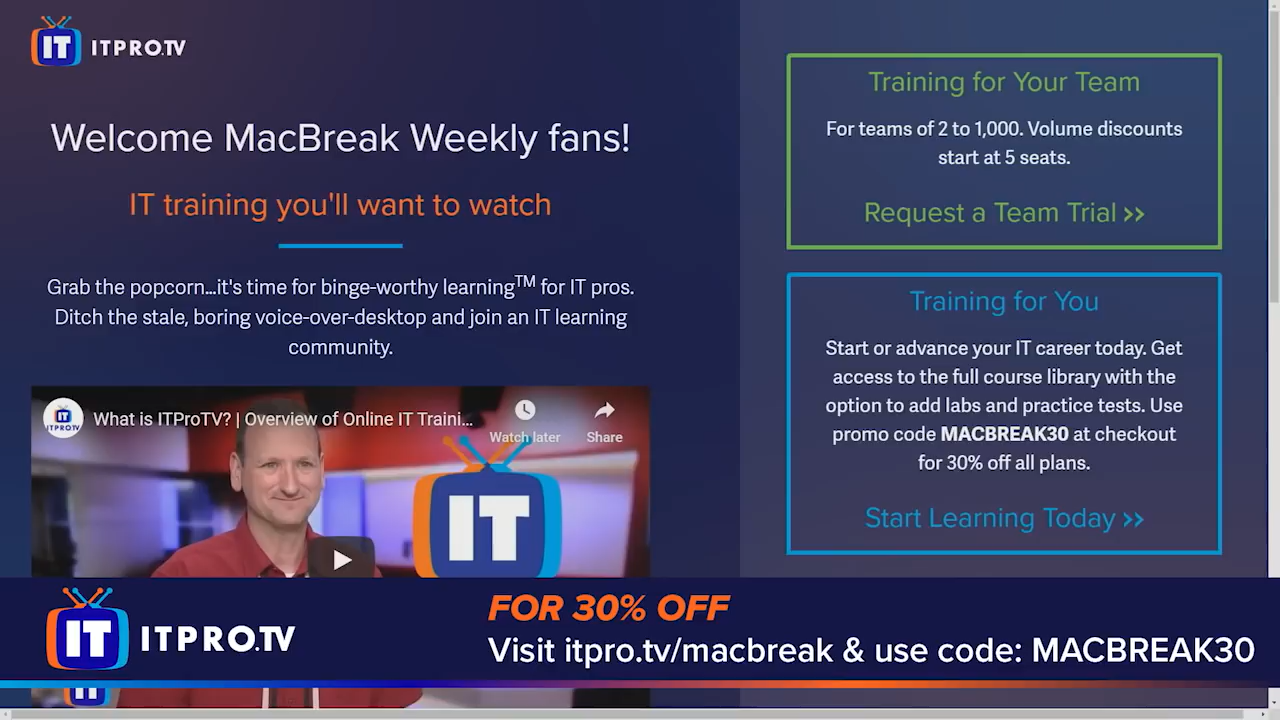 IT ITPRO.TV
Welcome MacBreak Weekly fans!
IT training you'll want to watch
Grab the popcorn...it's time for binge-worthy learning™ for IT pros.
Ditch the stale, boring voice-over-desktop and join an IT learning
community.
IT
ITPROTV
What is ITProTV? | Overview of Online IT Traini...
Watch later
Share
IT
Training for Your Team
For teams of 2 to 1,000. Volume discounts
start at 5 seats.
Request a Team Trial >>
Training for You
Start or advance your IT career today. Get
access to the full course library with the
option to add labs and practice tests. Use
promo code MACBREAK30 at checkout
for 30% off all plans.
Start Learning Today >>
IT ITPRO.TV
FOR 30% OFF
Visit itpro.tv/macbreak & use code: MACBREAK30
IT